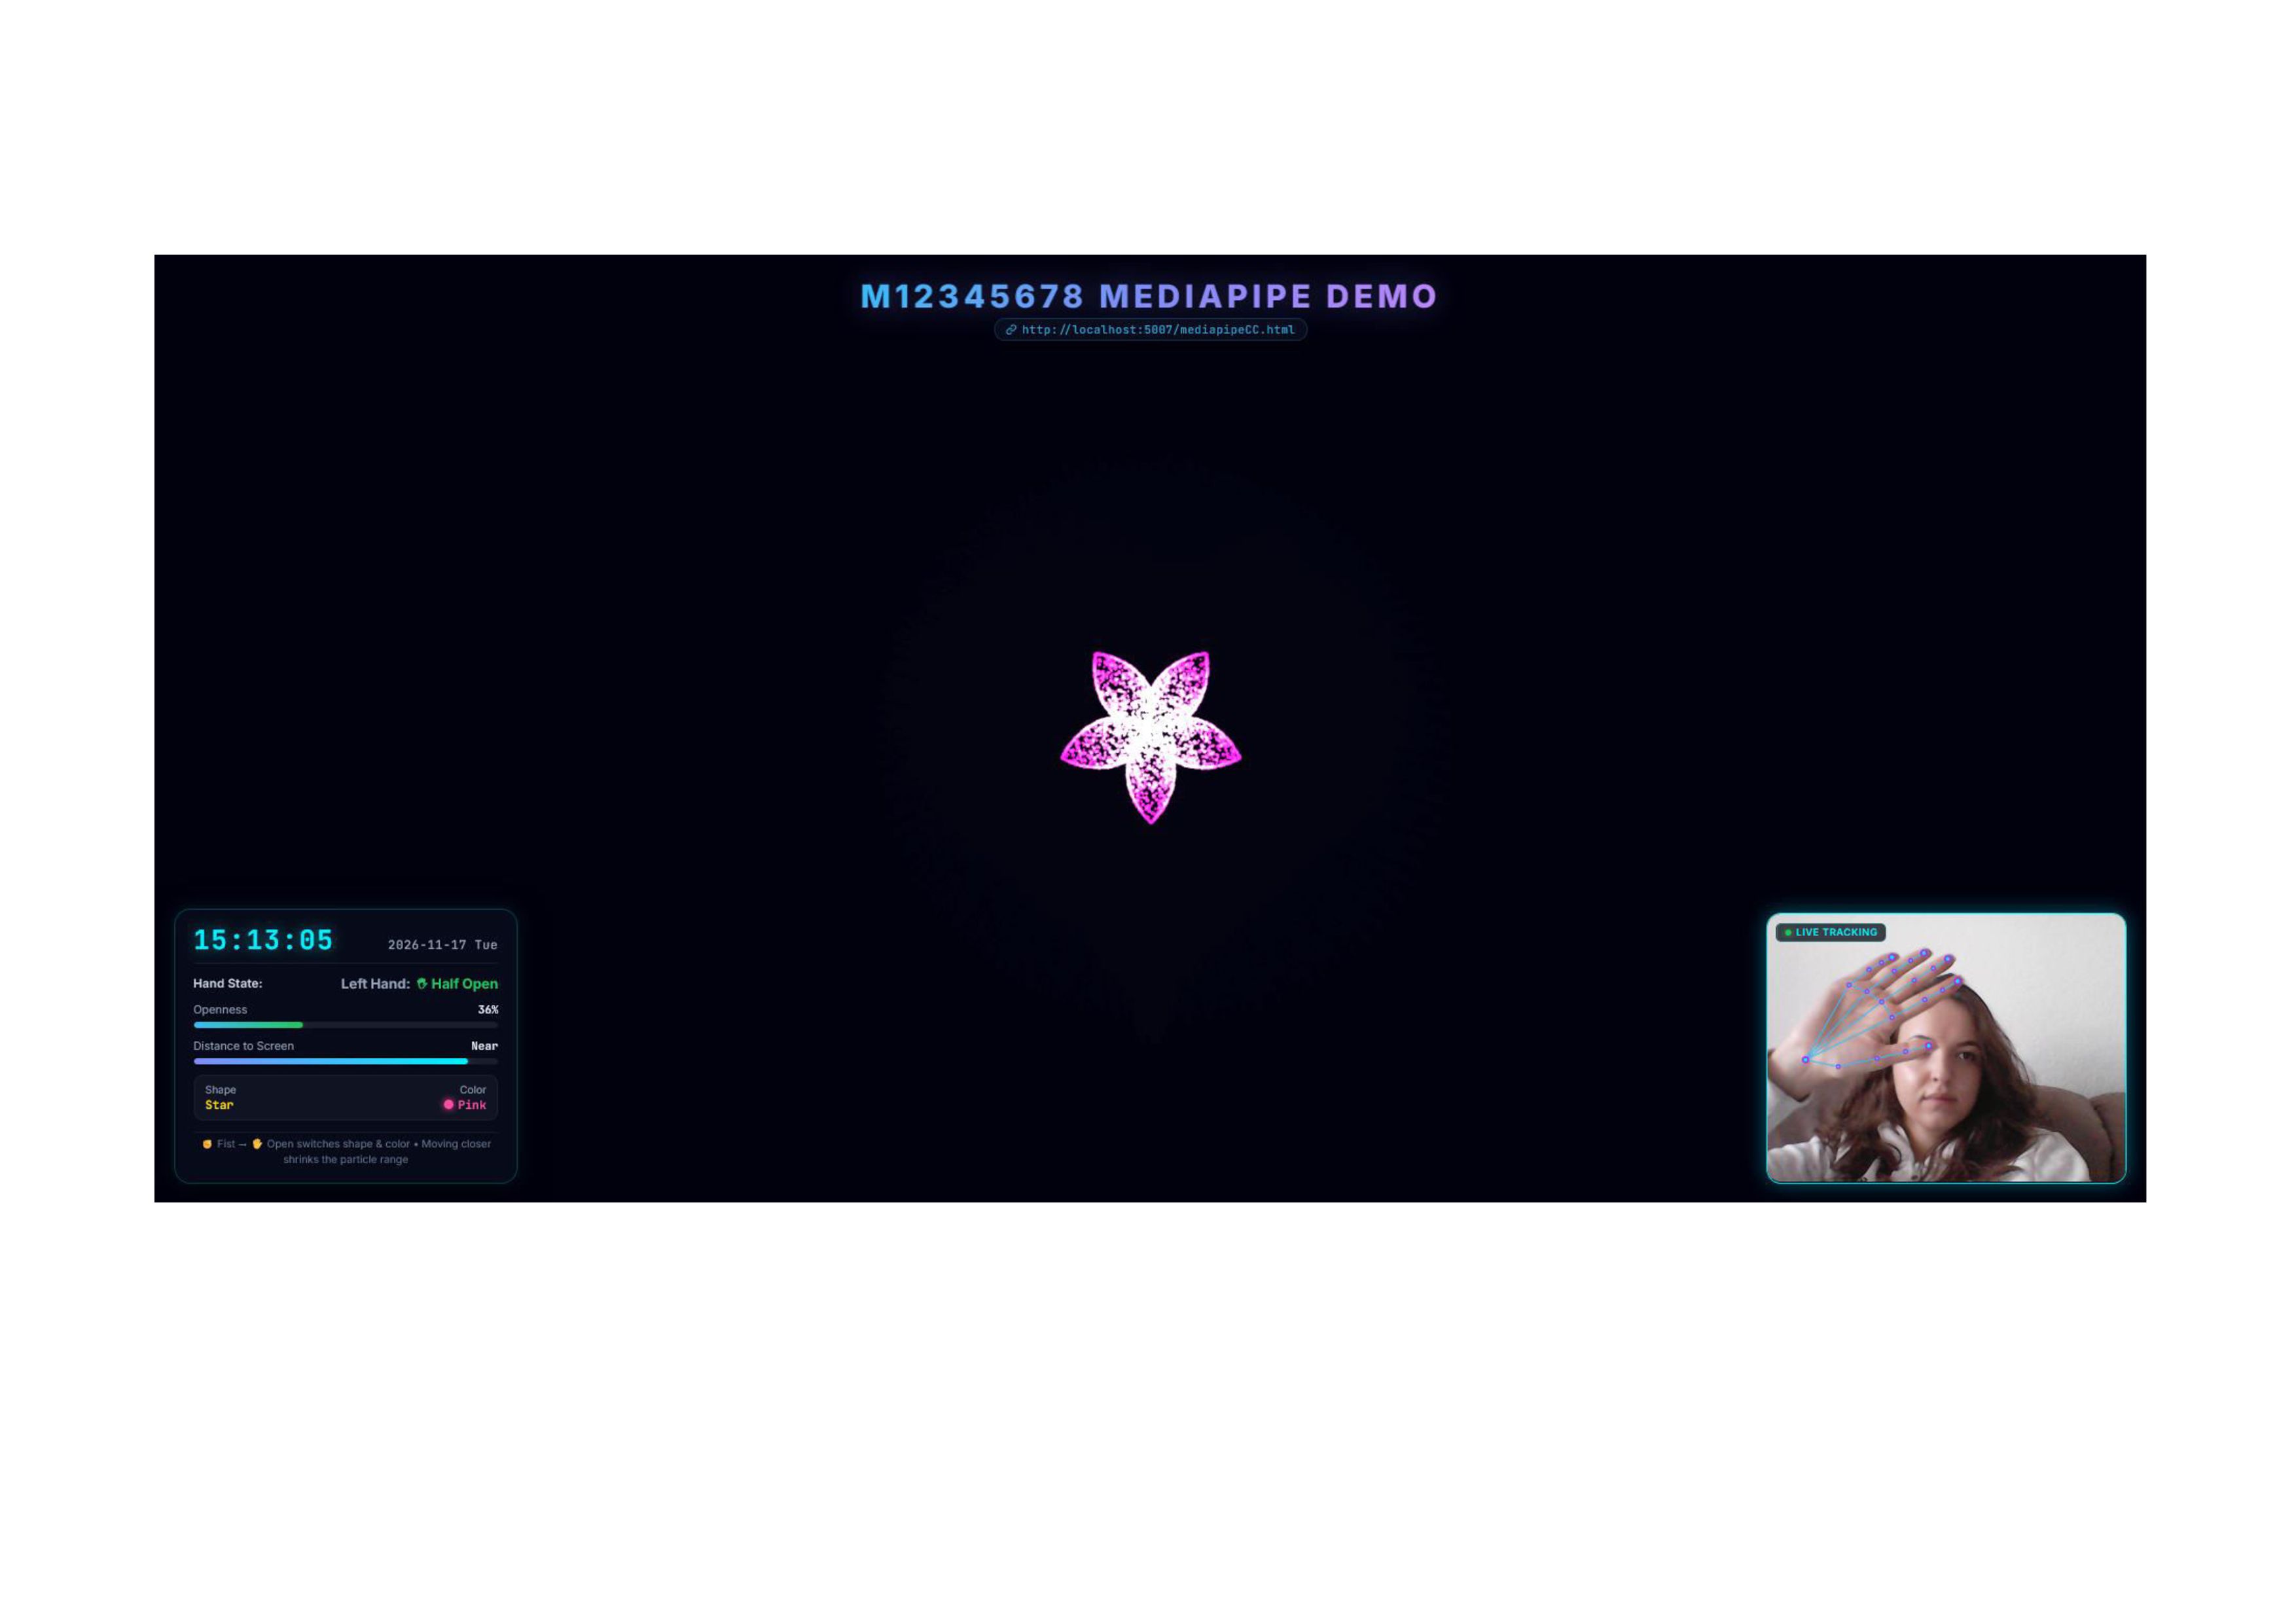 M12345678 MEDIAPIPE DEMO
http://localhost:5007/mediapipeCC.html
15:13:05 2026-11-17 Tue
Hand State: Left Hand: Half Open
Openness 36%
Distance to Screen Near
Shape Color
Star Pink
Fist → Open switches shape & color • Moving closer
shrinks the particle range
LIVE TRACKING